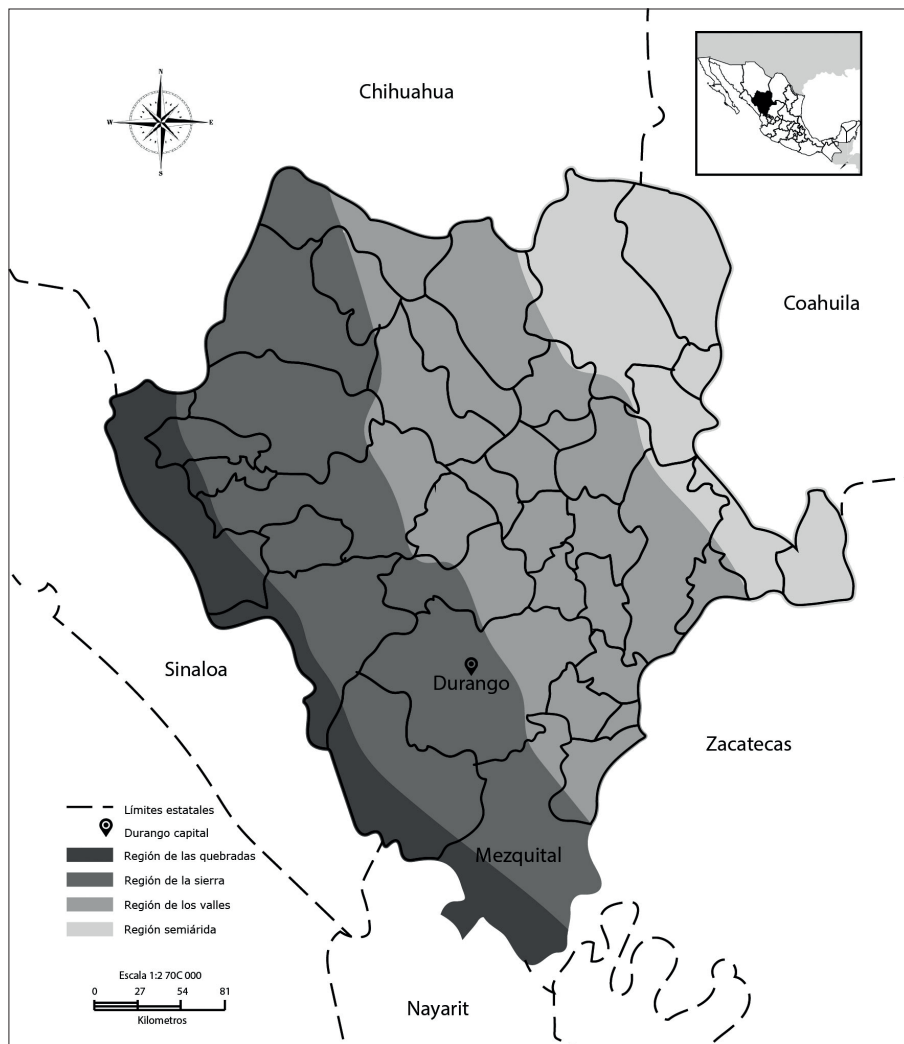 N
W
E
S
Chihuahua
Coahuila
Sinaloa
Durango
Zacatecas
Mezquital
Nayarit
Límites estatales
Durango capital
Región de las quebradas
Región de la sierra
Región de los valles
Región semiárida
Escala 1:2 70C 000
0 27 54 81
Kilometros